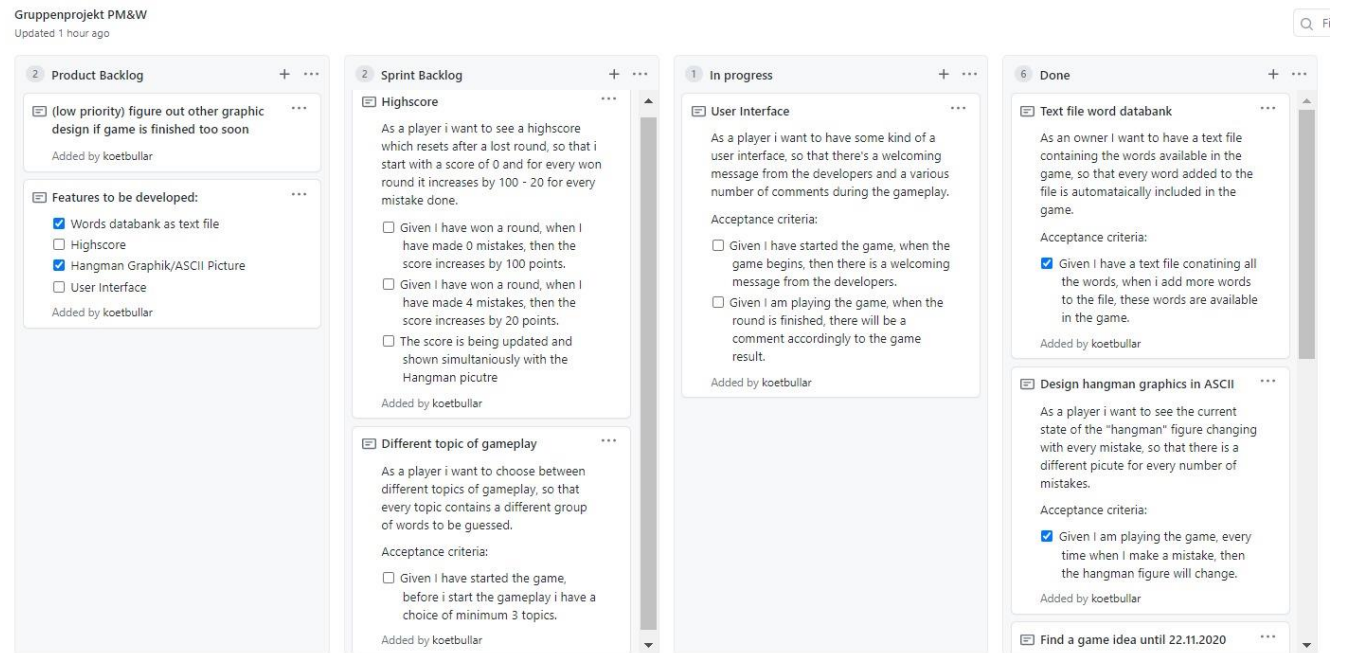 Gruppenprojekt PM&W
Updated 1 hour ago
Fi
2 Product Backlog
(low priority) figure out other graphic
design if game is finished too soon
Added by koetbullar
Features to be developed:
Words databank as text file
Highscore
Hangman Graphik/ASCII Picture
User Interface
Added by koetbullar
2 Sprint Backlog
Highscore
As a player i want to see a highscore
which resets after a lost round, so that i
start with a score of 0 and for every won
round it increases by 100 - 20 for every
mistake done.
Given I have won a round, when I
have made 0 mistakes, then the
score increases by 100 points.
Given I have won a round, when I
have made 4 mistakes, then the
score increases by 20 points.
The score is being updated and
shown simultaniously with the
Hangman picutre
Added by koetbullar
Different topic of gameplay
As a player i want to choose between
different topics of gameplay, so that
every topic contains a different group
of words to be guessed.
Acceptance criteria:
Given I have started the game,
before i start the gameplay i have a
choice of minimum 3 topics.
Added by koetbullar
1 In progress
User Interface
As a player i want to have some kind of a
user interface, so that there's a welcoming
message from the developers and a various
number of comments during the gameplay.
Acceptance criteria:
Given I have started the game, when the
game begins, then there is a welcoming
message from the developers.
Given I am playing the game, when the
round is finished, there will be a
comment accordingly to the game
result.
Added by koetbullar
6 Done
Text file word databank
As an owner I want to have a text file
containing the words available in the
game, so that every word added to the
file is automataically included in the
game.
Acceptance criteria:
Given I have a text file conatining all
the words, when i add more words
to the file, these words are available
in the game.
Added by koetbullar
Design hangman graphics in ASCII
As a player i want to see the current
state of the "hangman" figure changing
with every mistake, so that there is a
different picute for every number of
mistakes.
Acceptance criteria:
Given I am playing the game, every
time when I make a mistake, then
the hangman figure will change.
Added by koetbullar
Find a game idea until 22.11.2020